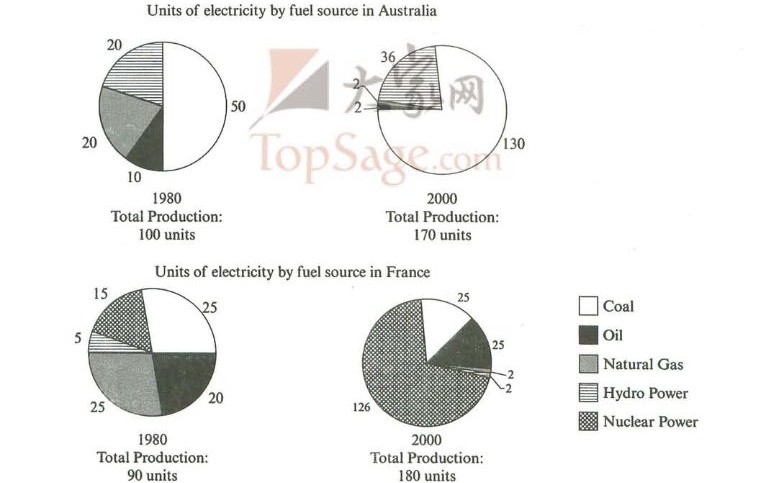 Units of electricity by fuel source in Australia
20
50
20
10
1980
Total Production:
100 units
36
2
2
130
2000
Total Production:
170 units
大家网
TopSage.com
Units of electricity by fuel source in France
15
25
5
25
20
1980
Total Production:
90 units
25
25
2
2
126
2000
Total Production:
180 units
Coal
Oil
Natural Gas
Hydro Power
Nuclear Power